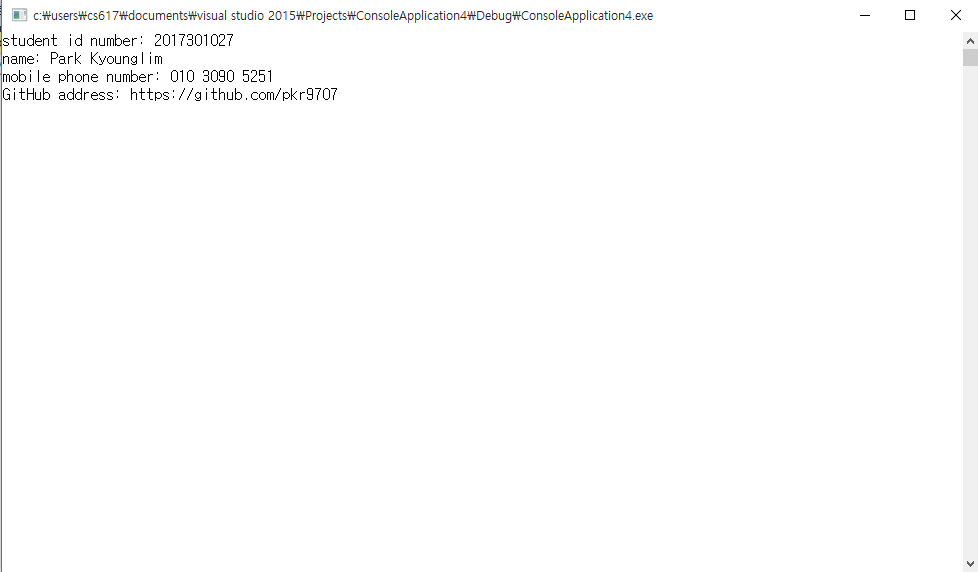 c:₩users₩cs617₩documents₩visual studio 2015₩Projects₩ConsoleApplication4₩Debug₩ConsoleApplication4.exe
student id number: 2017301027
name: Park Kyounglim
mobile phone number: 010 3090 5251
GitHub address: https://github.com/pkr9707